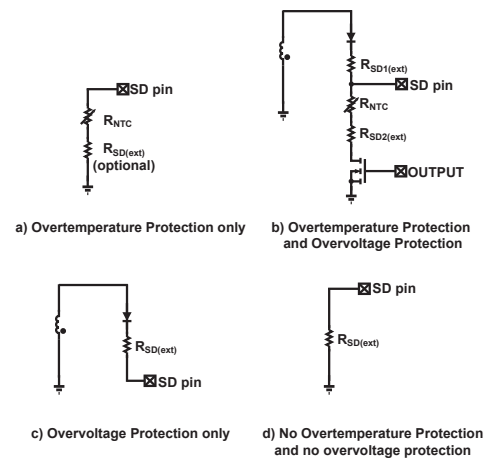 SD pin
RNTC
RSD(ext)
(optional)
a) Overtemperature Protection only
RSD1(ext)
SD pin
RNTC
RSD2(ext)
OUTPUT
b) Overtemperature Protection
and Overvoltage Protection
RSD(ext)
SD pin
c) Overvoltage Protection only
SD pin
RSD(ext)
d) No Overtemperature Protection
and no overvoltage protection